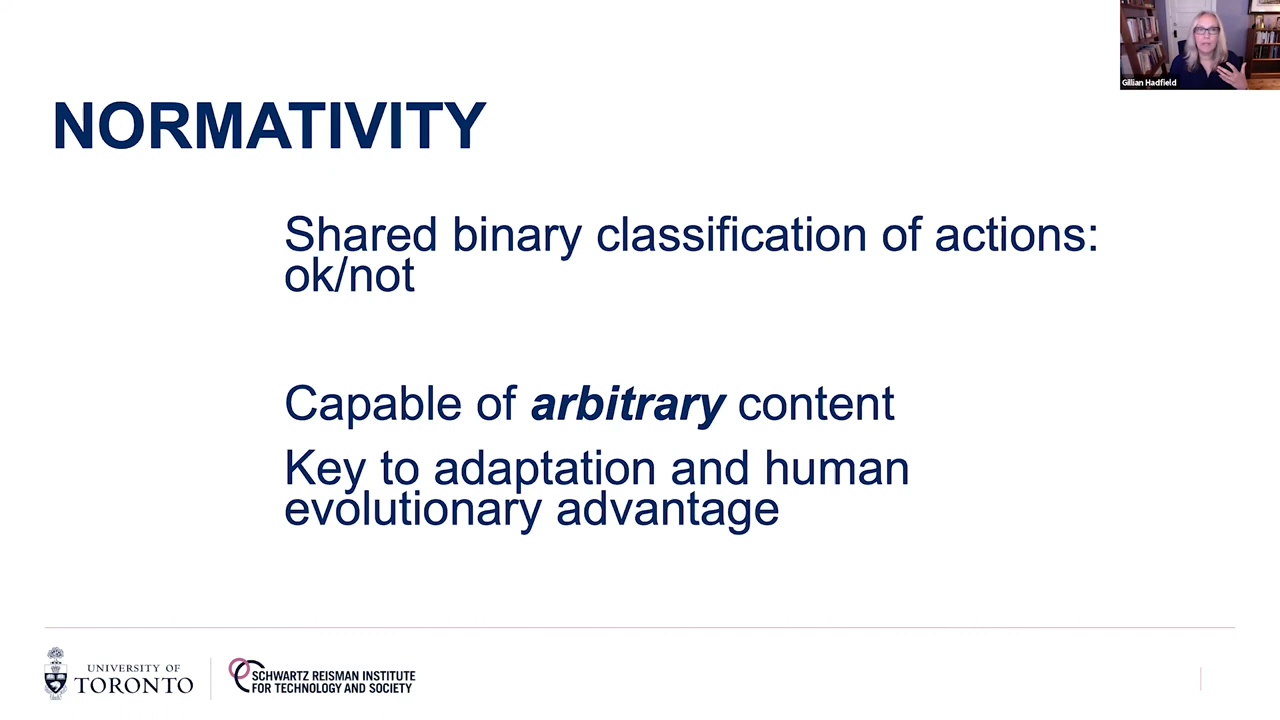 Gillian Hadfield
NORMATIVITY
Shared binary classification of actions:
ok/not
Capable of arbitrary content
Key to adaptation and human
evolutionary advantage
UNIVERSITY OF
TORONTO
SCHWARTZ REISMAN INSTITUTE
FOR TECHNOLOGY AND SOCIETY